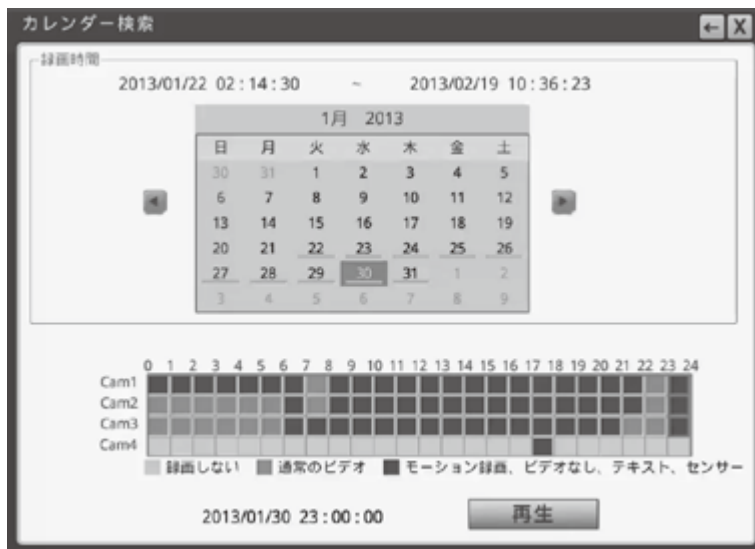 カレンダー検索
← X
録画時間
2013/01/22 02:14:30 ~ 2013/02/19 10:36:23
1月 2013
日 月 火 水 木 金 土
30 31 1 2 3 4 5
6 7 8 9 10 11 12
13 14 15 16 17 18 19
20 21 22 23 24 25 26
27 28 29 30 31 1 2
3 4 5 6 7 8 9
0 1 2 3 4 5 6 7 8 9 10 11 12 13 14 15 16 17 18 19 20 21 22 23 24
Cam1
Cam2
Cam3
Cam4
録画しない 通常のビデオ モーション録画、ビデオなし、テキスト、センサー
2013/01/30 23:00:00 再生